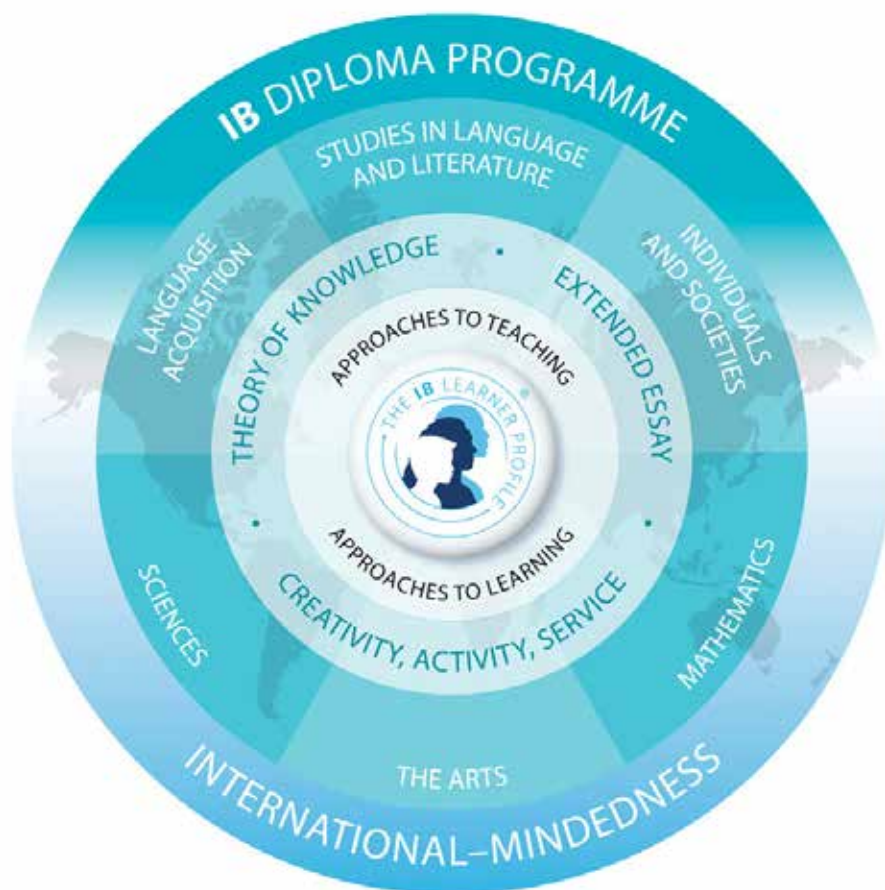 IB DIPLOMA PROGRAMME
STUDIES IN LANGUAGE
AND LITERATURE
LANGUAGE
ACQUISITION
INDIVIDUALS
AND SOCIETIES
THEORY OF KNOWLEDGE
EXTENDED ESSAY
APPROACHES TO TEACHING
THE IB LEARNER PROFILE
®
APPROACHES TO LEARNING
CREATIVITY, ACTIVITY, SERVICE
SCIENCES
MATHEMATICS
THE ARTS
INTERNATIONAL–MINDEDNESS